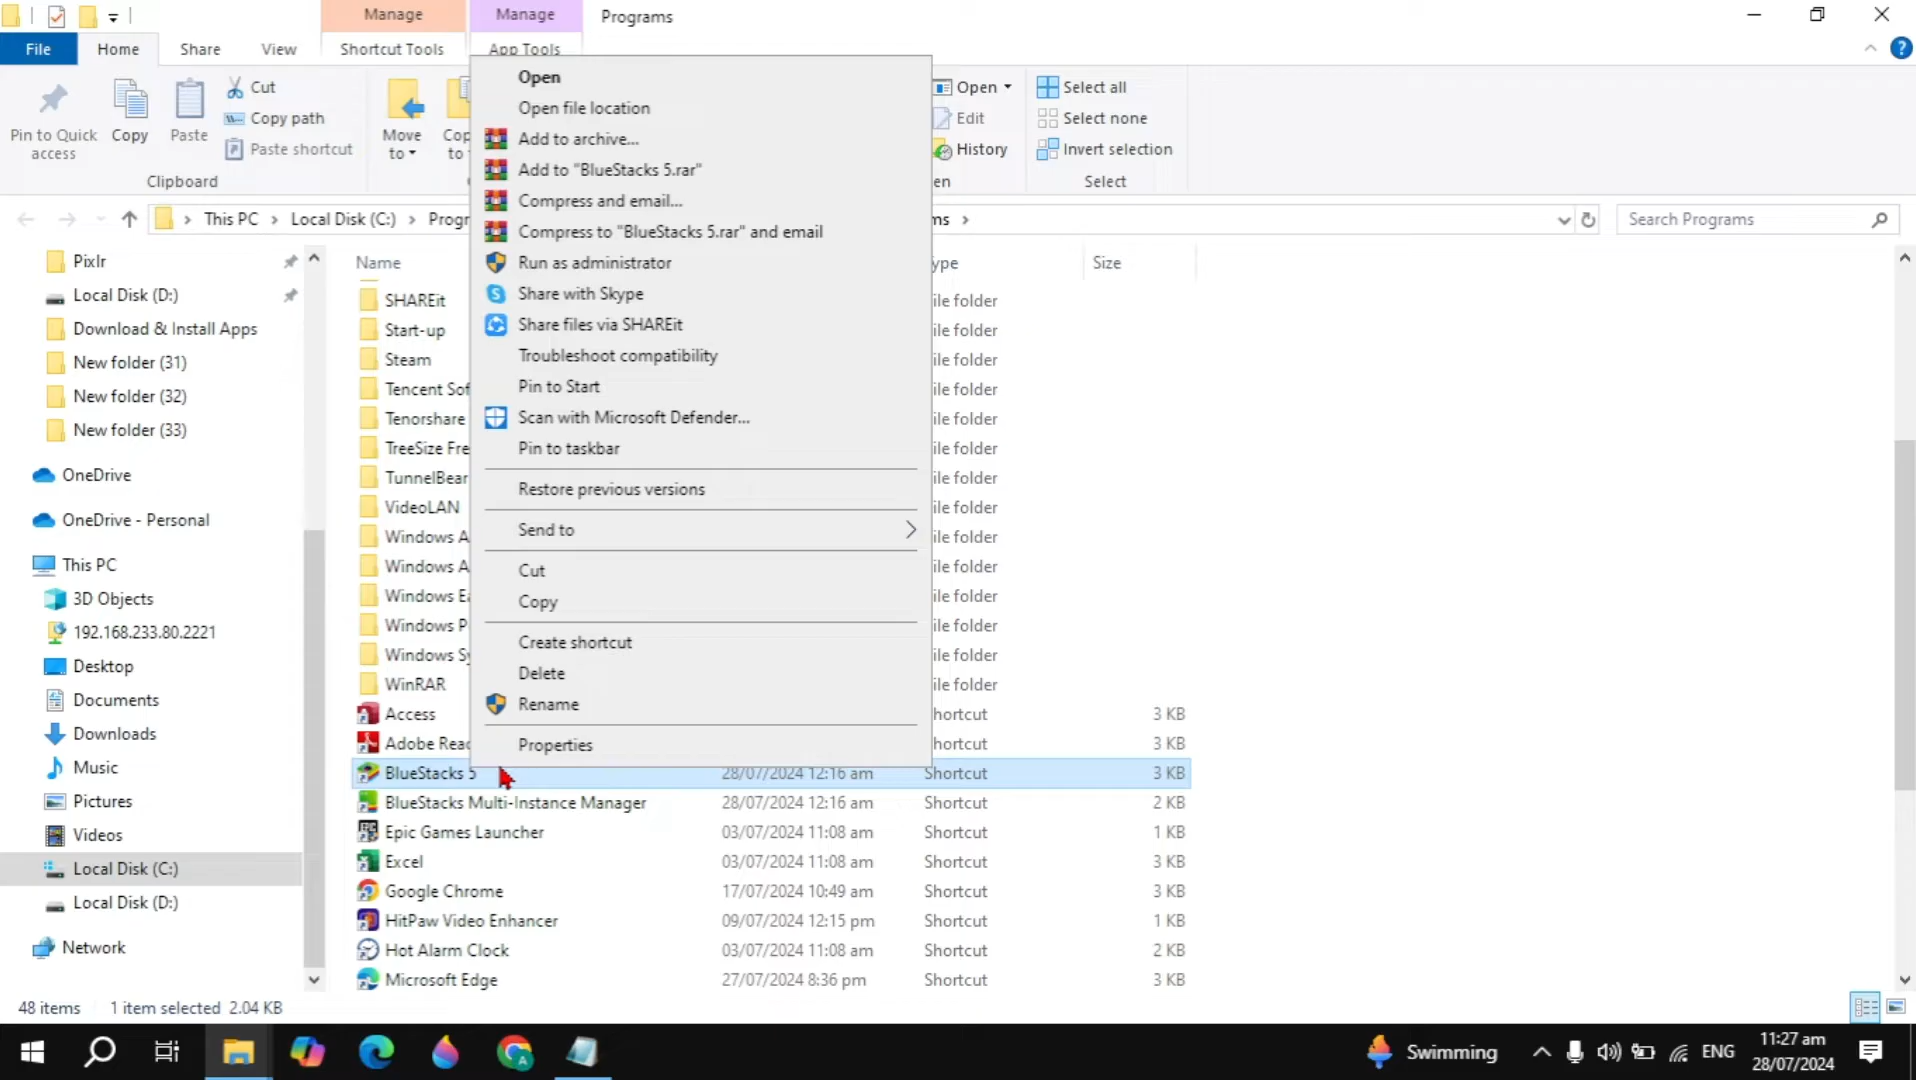 Manage
Manage
Programs
File
Home
Share
View
Shortcut Tools
App Tools
Pin to Quick
access
Copy
Paste
Cut
Copy path
Paste shortcut
Clipboard
Move
to
Cop
to
Open
Edit
History
en
Select all
Select none
Invert selection
Select
This PC
Local Disk (C:)
Progr
ms
Search Programs
Open
Open file location
Add to archive...
Add to "BlueStacks 5.rar"
Compress and email...
Compress to "BlueStacks 5.rar" and email
Run as administrator
Share with Skype
Share files via SHAREit
Troubleshoot compatibility
Pin to Start
Scan with Microsoft Defender...
Pin to taskbar
Restore previous versions
Send to
Cut
Copy
Create shortcut
Delete
Rename
Properties
Pixlr
Local Disk (D:)
Download & Install Apps
New folder (31)
New folder (32)
New folder (33)
OneDrive
OneDrive - Personal
This PC
3D Objects
192.168.233.80.2221
Desktop
Documents
Downloads
Music
Pictures
Videos
Local Disk (C:)
Local Disk (D:)
Network
Name ype Size
SHAREit ile folder
Start-up ile folder
Steam ile folder
Tencent Sof ile folder
Tenorshare ile folder
TreeSize Fre ile folder
TunnelBear ile folder
VideoLAN ile folder
Windows A ile folder
Windows A ile folder
Windows Ea ile folder
Windows P ile folder
Windows Sy ile folder
WinRAR ile folder
Access hortcut 3 KB
Adobe Reac hortcut 3 KB
BlueStacks 5 28/07/2024 12:16 am Shortcut 3 KB
BlueStacks Multi-Instance Manager 28/07/2024 12:16 am Shortcut 2 KB
Epic Games Launcher 03/07/2024 11:08 am Shortcut 1 KB
Excel 03/07/2024 11:08 am Shortcut 3 KB
Google Chrome 17/07/2024 10:49 am Shortcut 3 KB
HitPaw Video Enhancer 09/07/2024 12:15 pm Shortcut 1 KB
Hot Alarm Clock 03/07/2024 11:08 am Shortcut 2 KB
Microsoft Edge 27/07/2024 8:36 pm Shortcut 3 KB
48 items 1 item selected 2.04 KB
Swimming
ENG
11:27 am
28/07/2024